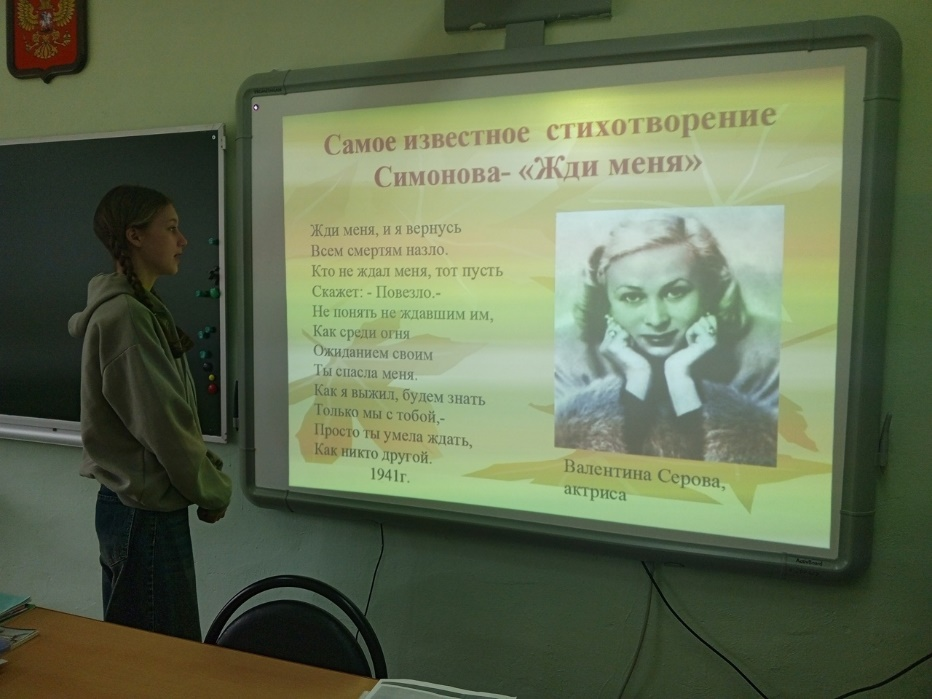 Самое известное стихотворение
Симонова- «Жди меня»
Жди меня, и я вернусь
Всем смертям назло.
Кто не ждал меня, тот пусть
Скажет: - Повезло.-
Не понять не ждавшим им,
Как среди огня
Ожиданием своим
Ты спасла меня.
Как я выжил, будем знать
Только мы с тобой,-
Просто ты умела ждать,
Как никто другой.
1941г.
Валентина Серова,
актриса